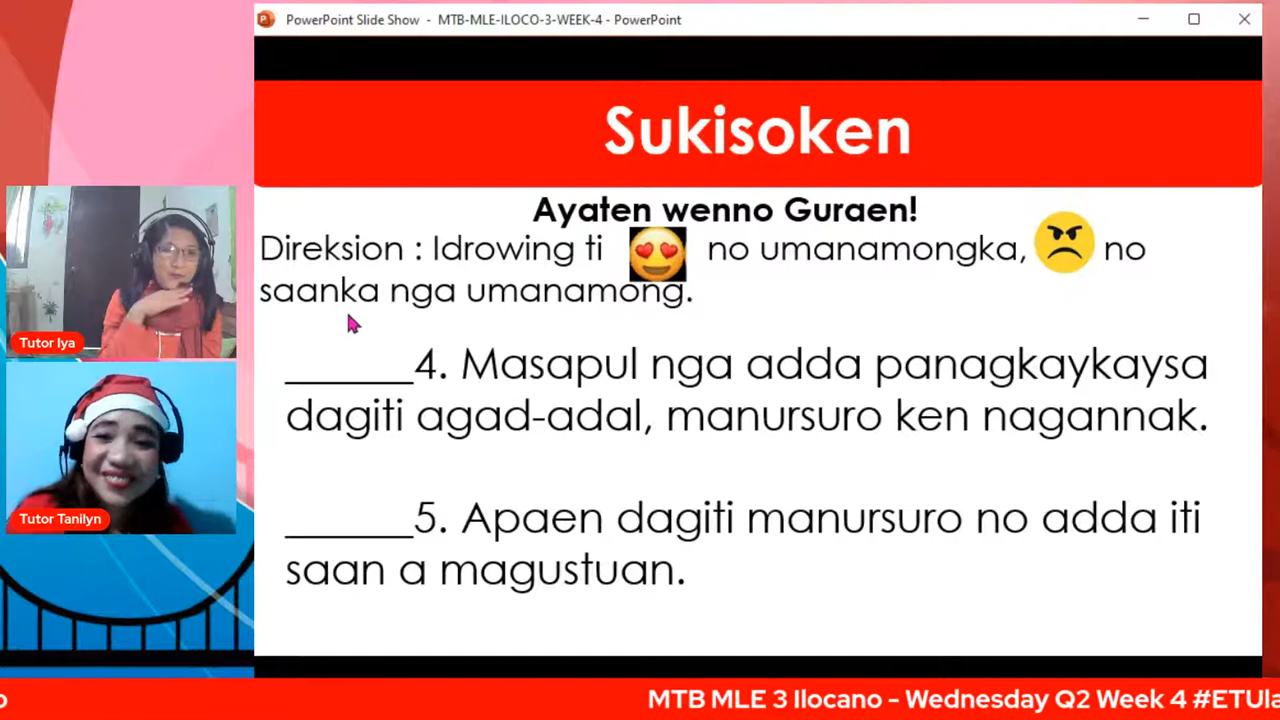 PowerPoint Slide Show - MTB-MLE-ILOCO-3-WEEK-4 - PowerPoint
Sukisoken
Ayaten wenno Guraen!
Direksion : Idrowing ti no umanamongka, no
saanka nga umanamong.
______4. Masapul nga adda panagkaykaysa
dagiti agad-adal, manursuro ken nagannak.
______5. Apaen dagiti manursuro no adda iti
saan a magustuan.
Tutor Iya
Tutor Tanilyn
MTB MLE 3 Ilocano - Wednesday Q2 Week 4 #ETUla